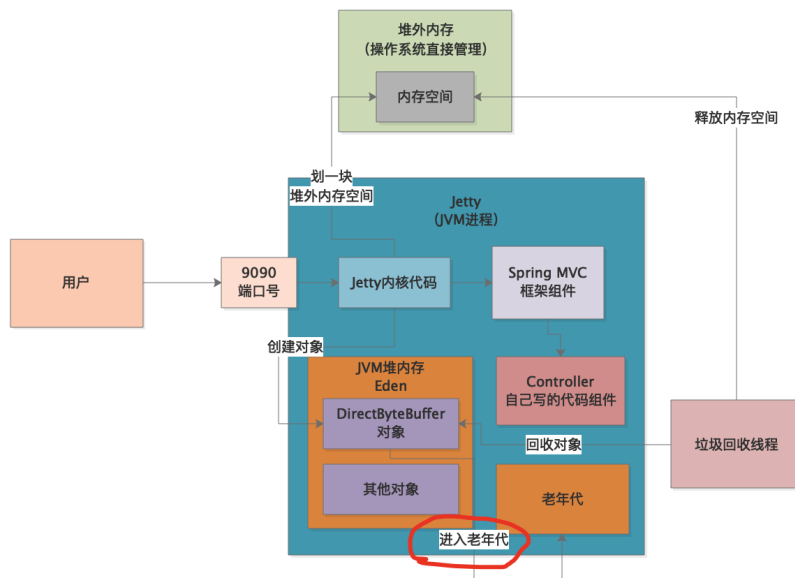 堆外内存
（操作系统直接管理）
内存空间
释放内存空间
划一块
堆外内存空间
Jetty
（JVM进程）
用户
9090
端口号
Jetty内核代码
Spring MVC
框架组件
创建对象
JVM堆内存
Eden
Controller
自己写的代码组件
DirectByteBuffer
对象
回收对象
垃圾回收线程
其他对象
老年代
进入老年代